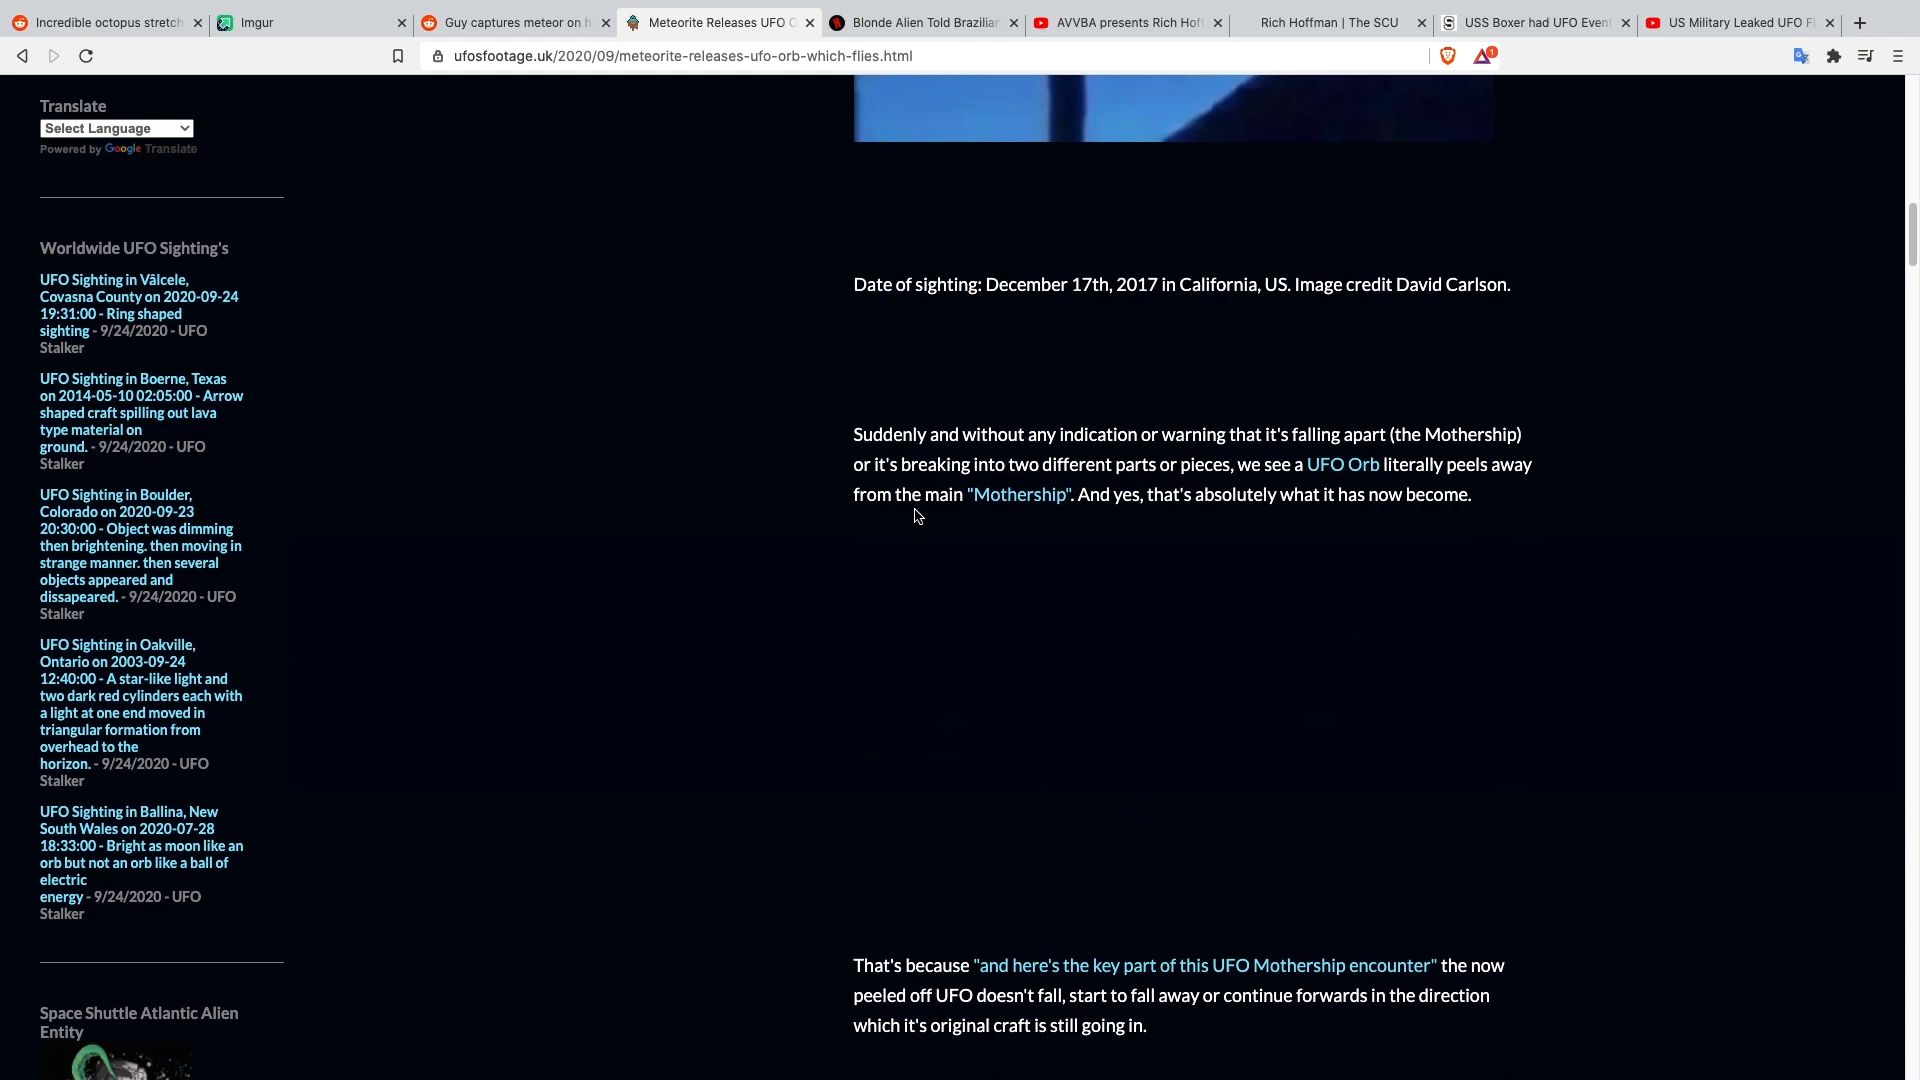 Incredible octopus stretch
Imgur
Guy captures meteor on h
Meteorite Releases UFO O
Blonde Alien Told Brazilian
AVVBA presents Rich Hoff
Rich Hoffman | The SCU
USS Boxer had UFO Event
US Military Leaked UFO F
ufosfootage.uk/2020/09/meteorite-releases-ufo-orb-which-flies.html
1
Translate
Select Language
Powered by Google Translate
Worldwide UFO Sighting's
UFO Sighting in Vâlcele,
Covasna County on 2020-09-24
19:31:00 - Ring shaped
sighting - 9/24/2020 - UFO
Stalker
UFO Sighting in Boerne, Texas
on 2014-05-10 02:05:00 - Arrow
shaped craft spilling out lava
type material on
ground. - 9/24/2020 - UFO
Stalker
UFO Sighting in Boulder,
Colorado on 2020-09-23
20:30:00 - Object was dimming
then brightening. then moving in
strange manner. then several
objects appeared and
dissapeared. - 9/24/2020 - UFO
Stalker
UFO Sighting in Oakville,
Ontario on 2003-09-24
12:40:00 - A star-like light and
two dark red cylinders each with
a light at one end moved in
triangular formation from
overhead to the
horizon. - 9/24/2020 - UFO
Stalker
UFO Sighting in Ballina, New
South Wales on 2020-07-28
18:33:00 - Bright as moon like an
orb but not an orb like a ball of
electric
energy - 9/24/2020 - UFO
Stalker
Space Shuttle Atlantic Alien
Entity
Date of sighting: December 17th, 2017 in California, US. Image credit David Carlson.
Suddenly and without any indication or warning that it's falling apart (the Mothership)
or it's breaking into two different parts or pieces, we see a UFO Orb literally peels away
from the main "Mothership". And yes, that's absolutely what it has now become.
That's because "and here's the key part of this UFO Mothership encounter" the now
peeled off UFO doesn't fall, start to fall away or continue forwards in the direction
which it's original craft is still going in.